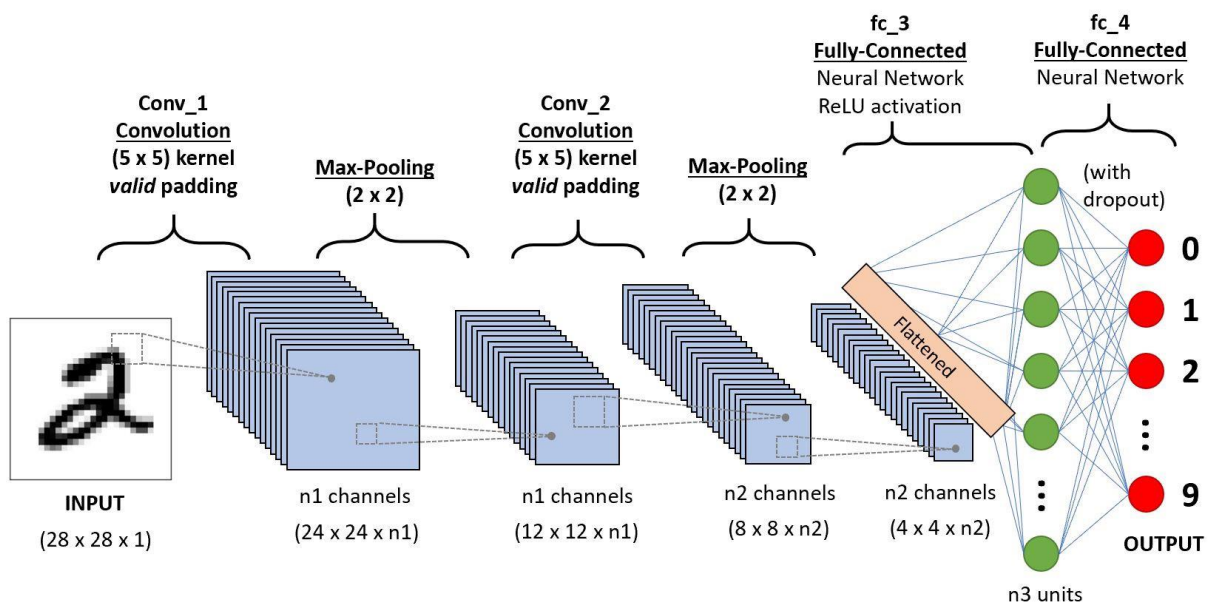 fc_3
Fully-Connected
Neural Network
ReLU activation
fc_4
Fully-Connected
Neural Network
Conv_1
Convolution
(5 x 5) kernel
valid padding
Max-Pooling
(2 x 2)
Conv_2
Convolution
(5 x 5) kernel
valid padding
Max-Pooling
(2 x 2)
(with
dropout)
Flattened
0
1
2
9
INPUT
(28 x 28 x 1)
n1 channels
(24 x 24 x n1)
n1 channels
(12 x 12 x n1)
n2 channels
(8 x 8 x n2)
n2 channels
(4 x 4 x n2)
OUTPUT
n3 units
2